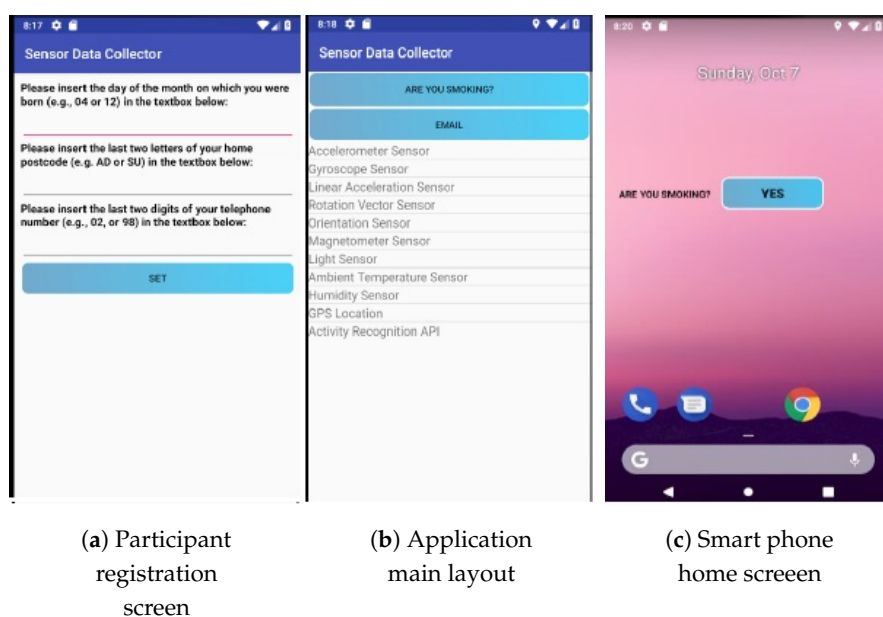 8:17
Sensor Data Collector
Please insert the day of the month on which you were
born (e.g., 04 or 12) in the textbox below:
Please insert the last two letters of your home
postcode (e.g. AD or SU) in the textbox below:
Please insert the last two digits of your telephone
number (e.g., 02, or 98) in the textbox below:
SET
8:18
Sensor Data Collector
ARE YOU SMOKING?
EMAIL
Accelerometer Sensor
Gyroscope Sensor
Linear Acceleration Sensor
Rotation Vector Sensor
Orientation Sensor
Magnetometer Sensor
Light Sensor
Ambient Temperature Sensor
Humidity Sensor
GPS Location
Activity Recognition API
8:20
Sunday, Oct 7
ARE YOU SMOKING?
YES
G
(a) Participant
registration
screen
(b) Application
main layout
(c) Smart phone
home screeen